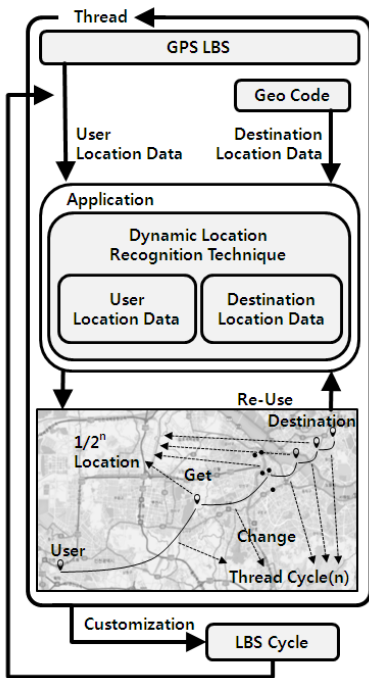 Thread
GPS LBS
Geo Code
User
Location Data
Destination
Location Data
Application
Dynamic Location
Recognition Technique
User
Location Data
Destination
Location Data
Re-Use
Destination
1/2ⁿ
Location
Get
Change
User
Thread Cycle(n)
Customization
LBS Cycle